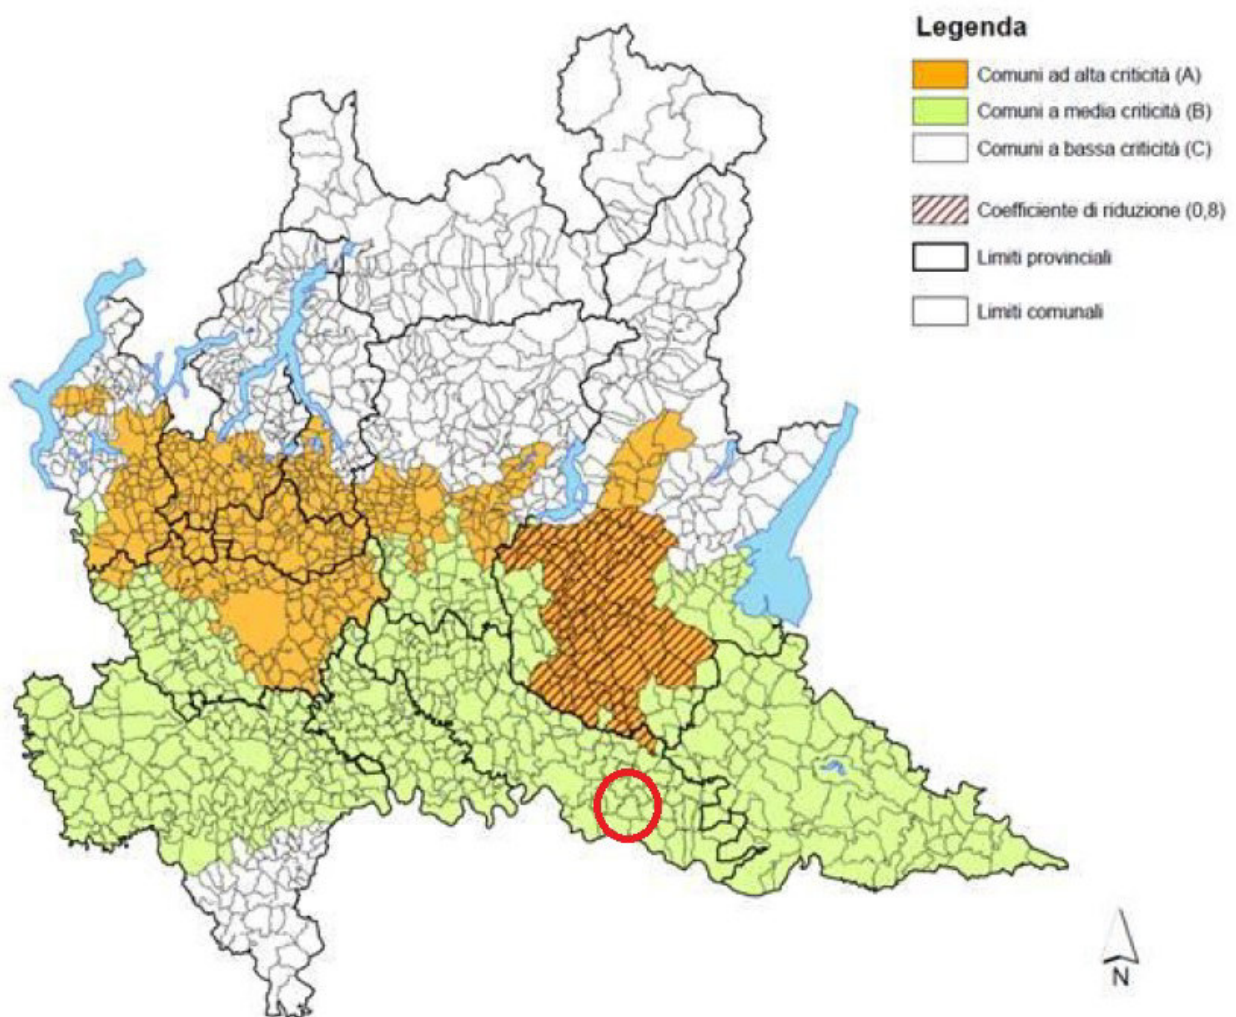 Legenda
Comuni ad alta criticità (A)
Comuni a media criticità (B)
Comuni a bassa criticità (C)
Coefficiente di riduzione (0,8)
Limiti provinciali
Limiti comunali
N